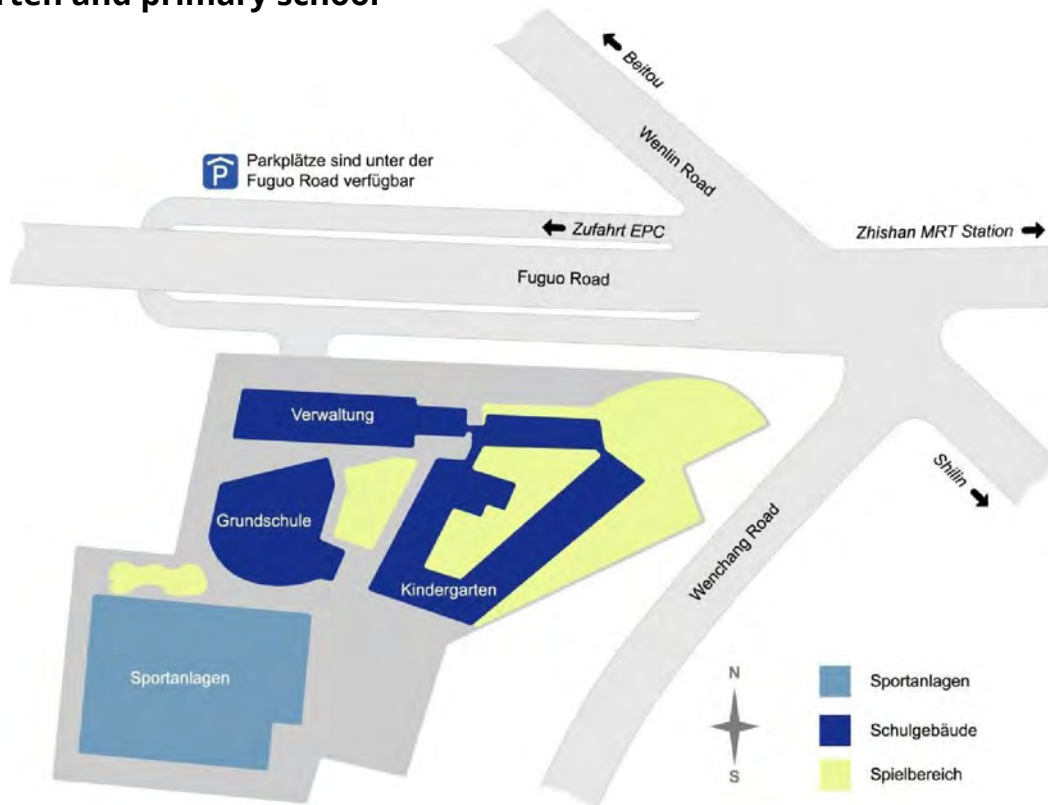 and primary school
Beitou
Wenlin Road
P
Parkplätze sind unter der
Fuguo Road verfügbar
Zufahrt EPC
Zhishan MRT Station
Fuguo Road
Verwaltung
Shilin
Grundschule
Wenchang Road
Kindergarten
Sportanlagen
N
S
Sportanlagen
Schulgebäude
Spielbereich